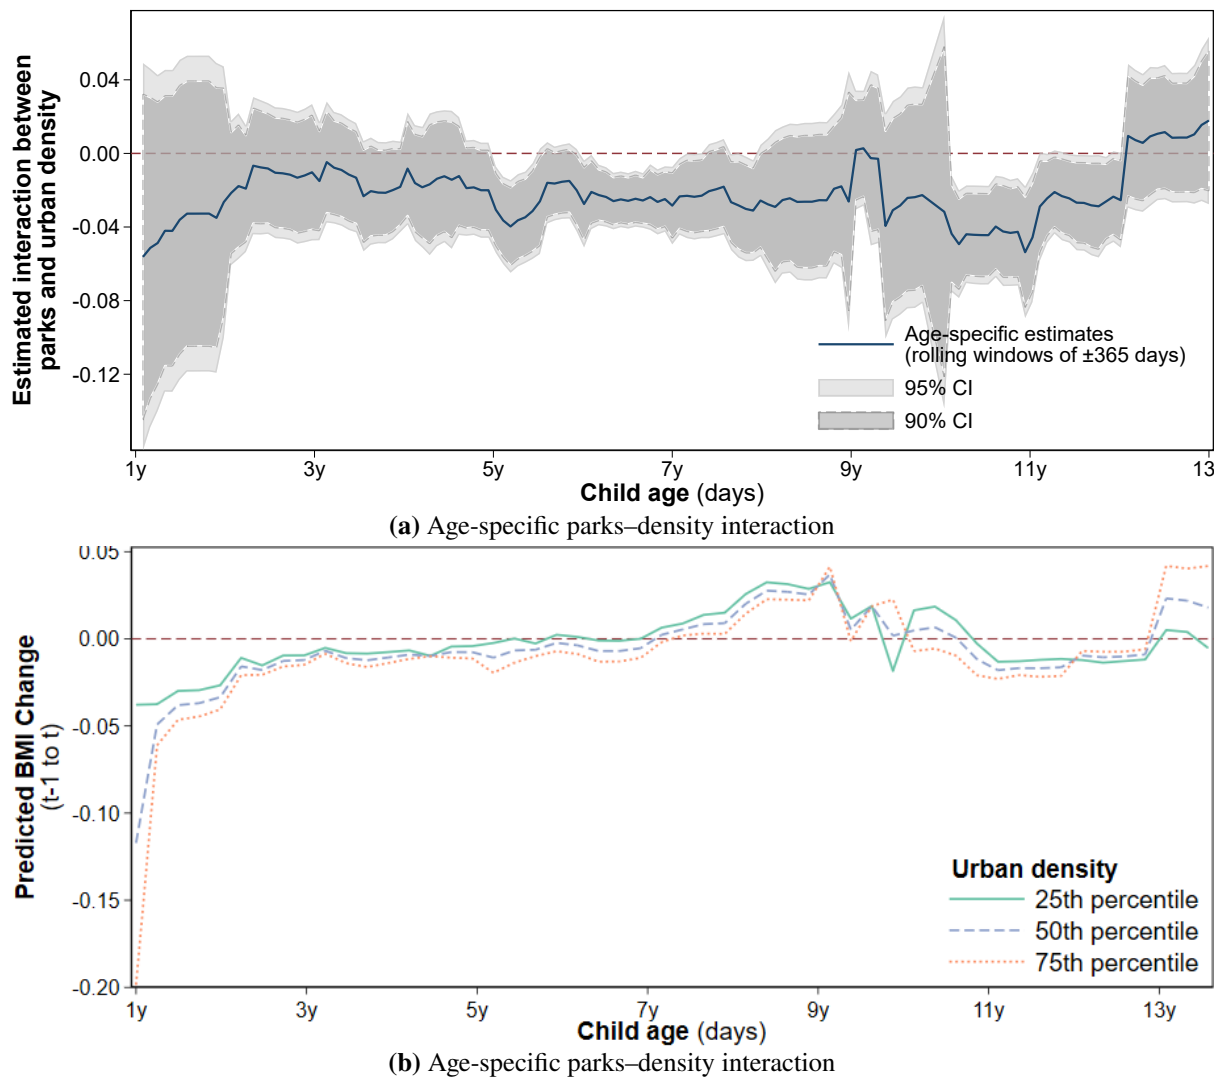 Estimated interaction between
parks and urban density
0.04
0.00
-0.04
-0.08
-0.12
Age-specific estimates
(rolling windows of ±365 days)
95% CI
90% CI
1y 3y 5y 7y 9y 11y 13
Child age (days)
(a) Age-specific parks–density interaction
Predicted BMI Change
(t-1 to t)
0.05
0.00
-0.05
-0.10
-0.15
-0.20
Urban density
25th percentile
50th percentile
75th percentile
1y 3y 5y 7y 9y 11y 13y
Child age (days)
(b) Age-specific parks–density interaction